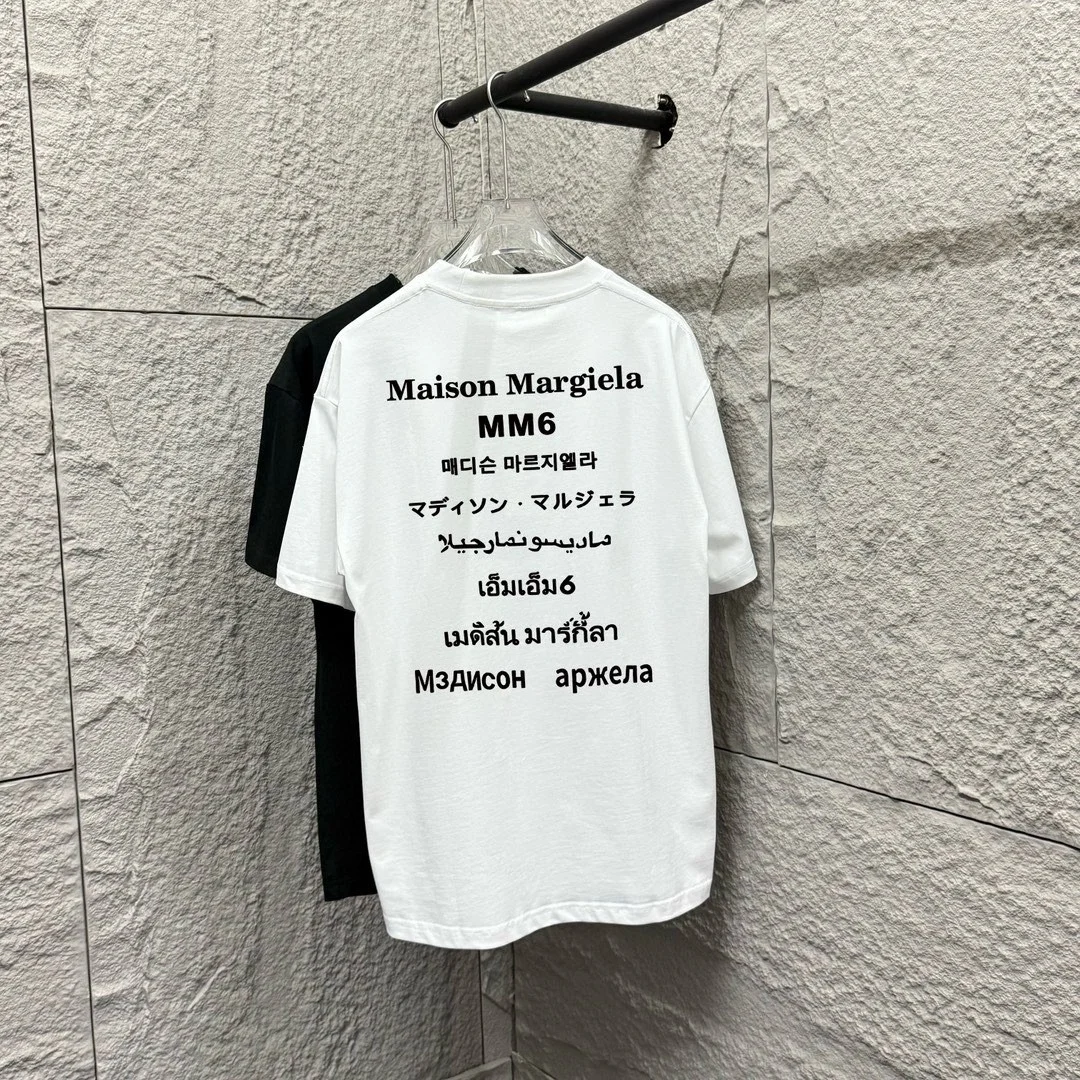 Maison Margiela
MM6
매디슨 마르지엘라
マディソン・マルジェラ
ماديسونمارجيلا
เอ็มเอ็ม6
เมดิสัน มาร์กี้ลา
Мздисон аржела